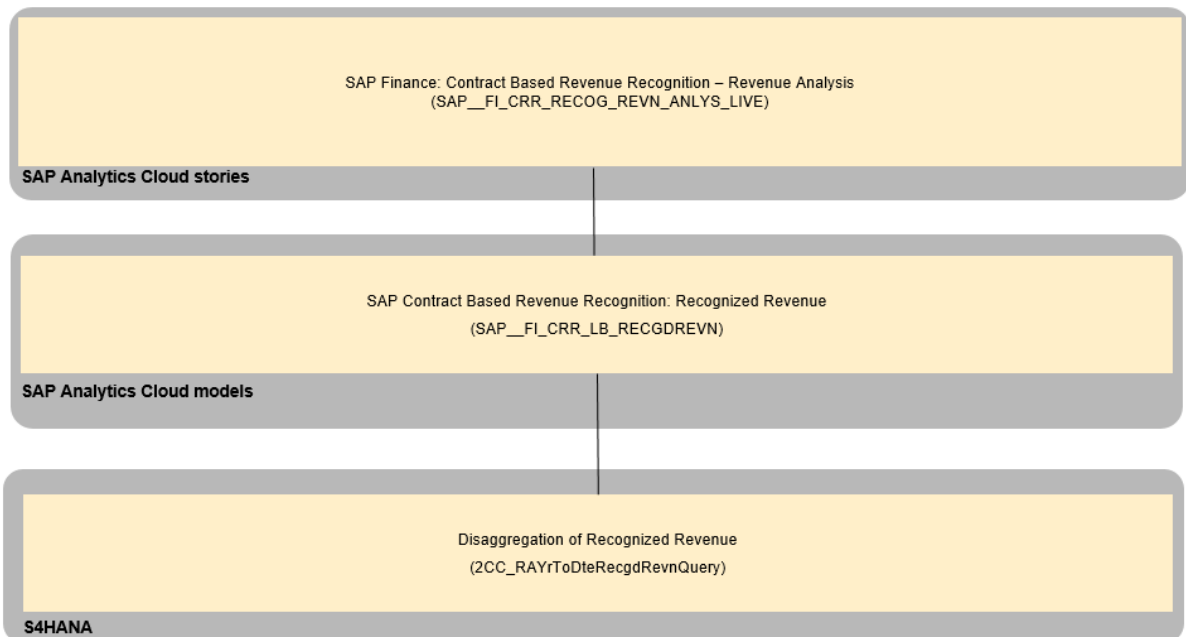 SAP Finance: Contract Based Revenue Recognition – Revenue Analysis
(SAP__FI_CRR_RECOG_REVN_ANLYS_LIVE)
SAP Analytics Cloud stories
SAP Contract Based Revenue Recognition: Recognized Revenue
(SAP__FI_CRR_LB_RECGDREVN)
SAP Analytics Cloud models
Disaggregation of Recognized Revenue
(2CC_RAYrToDteRecgdRevnQuery)
S4HANA